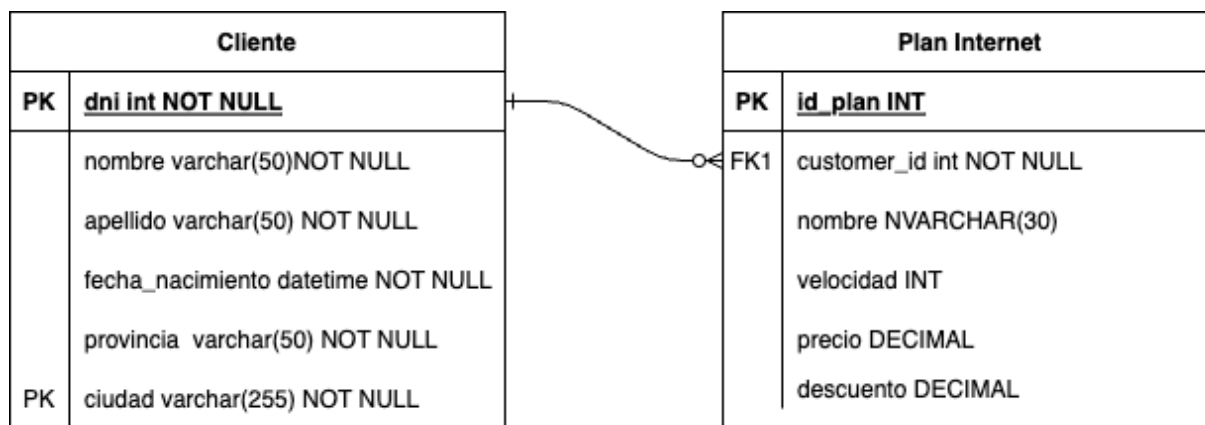 Cliente
PK dni int NOT NULL
nombre varchar(50)NOT NULL
apellido varchar(50) NOT NULL
fecha_nacimiento datetime NOT NULL
provincia  varchar(50) NOT NULL
PK ciudad varchar(255) NOT NULL
Plan Internet
PK id_plan INT
FK1 customer_id int NOT NULL
nombre NVARCHAR(30)
velocidad INT
precio DECIMAL
descuento DECIMAL